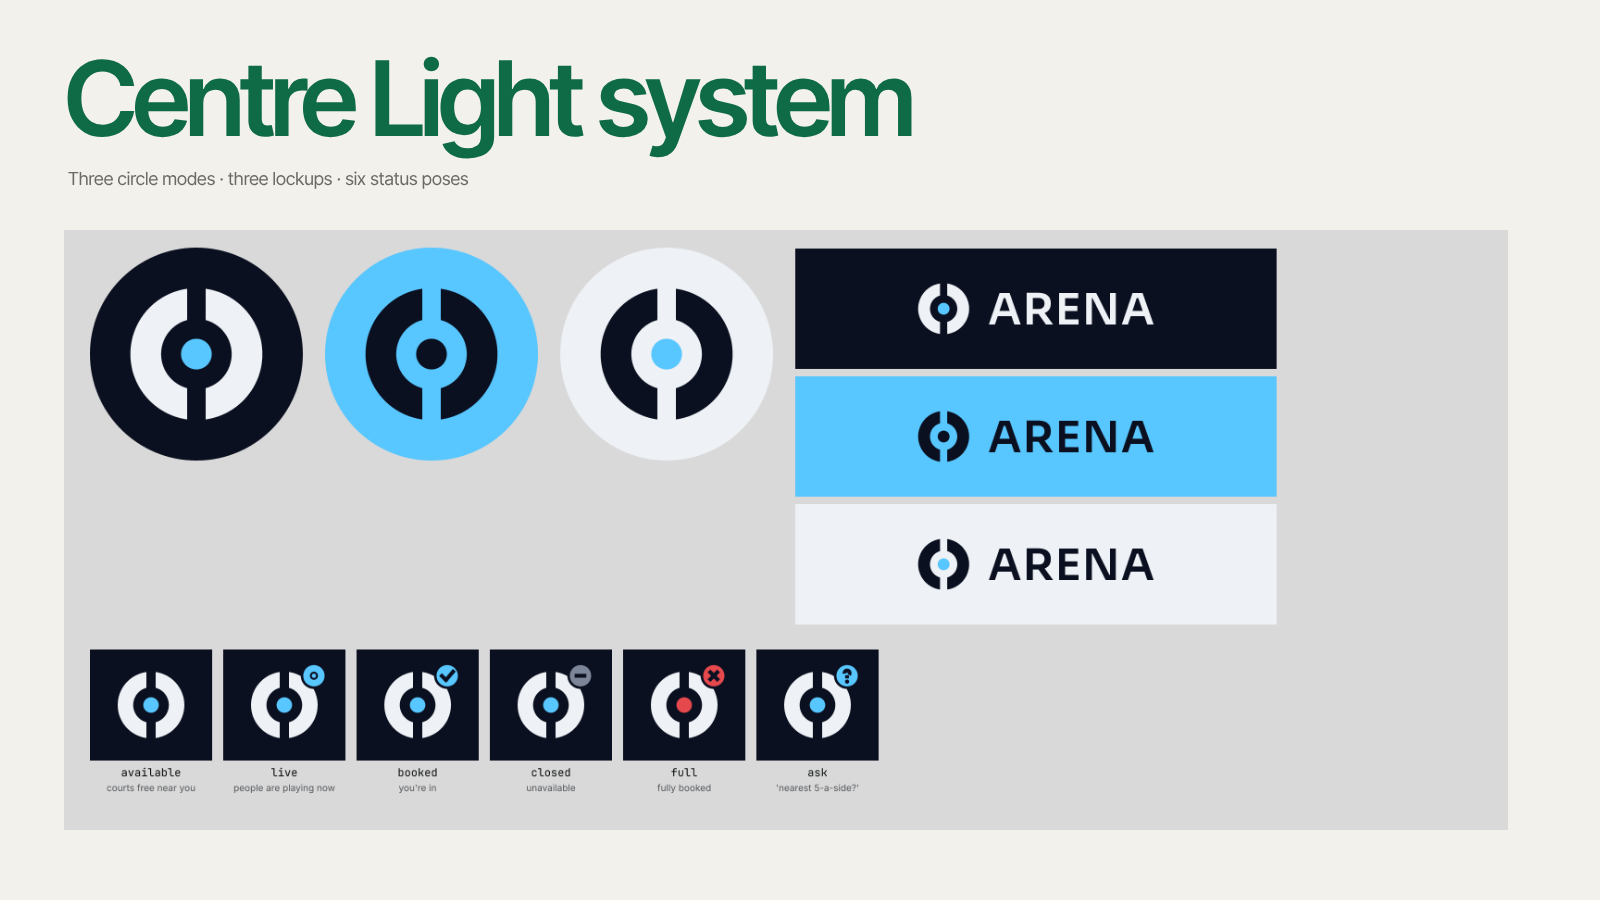 Centre Light system
Three circle modes · three lockups · six status poses
ARENA
ARENA
ARENA
available
courts free near you
live
people are playing now
booked
you're in
closed
unavailable
full
fully booked
ask
'nearest 5-a-side?'